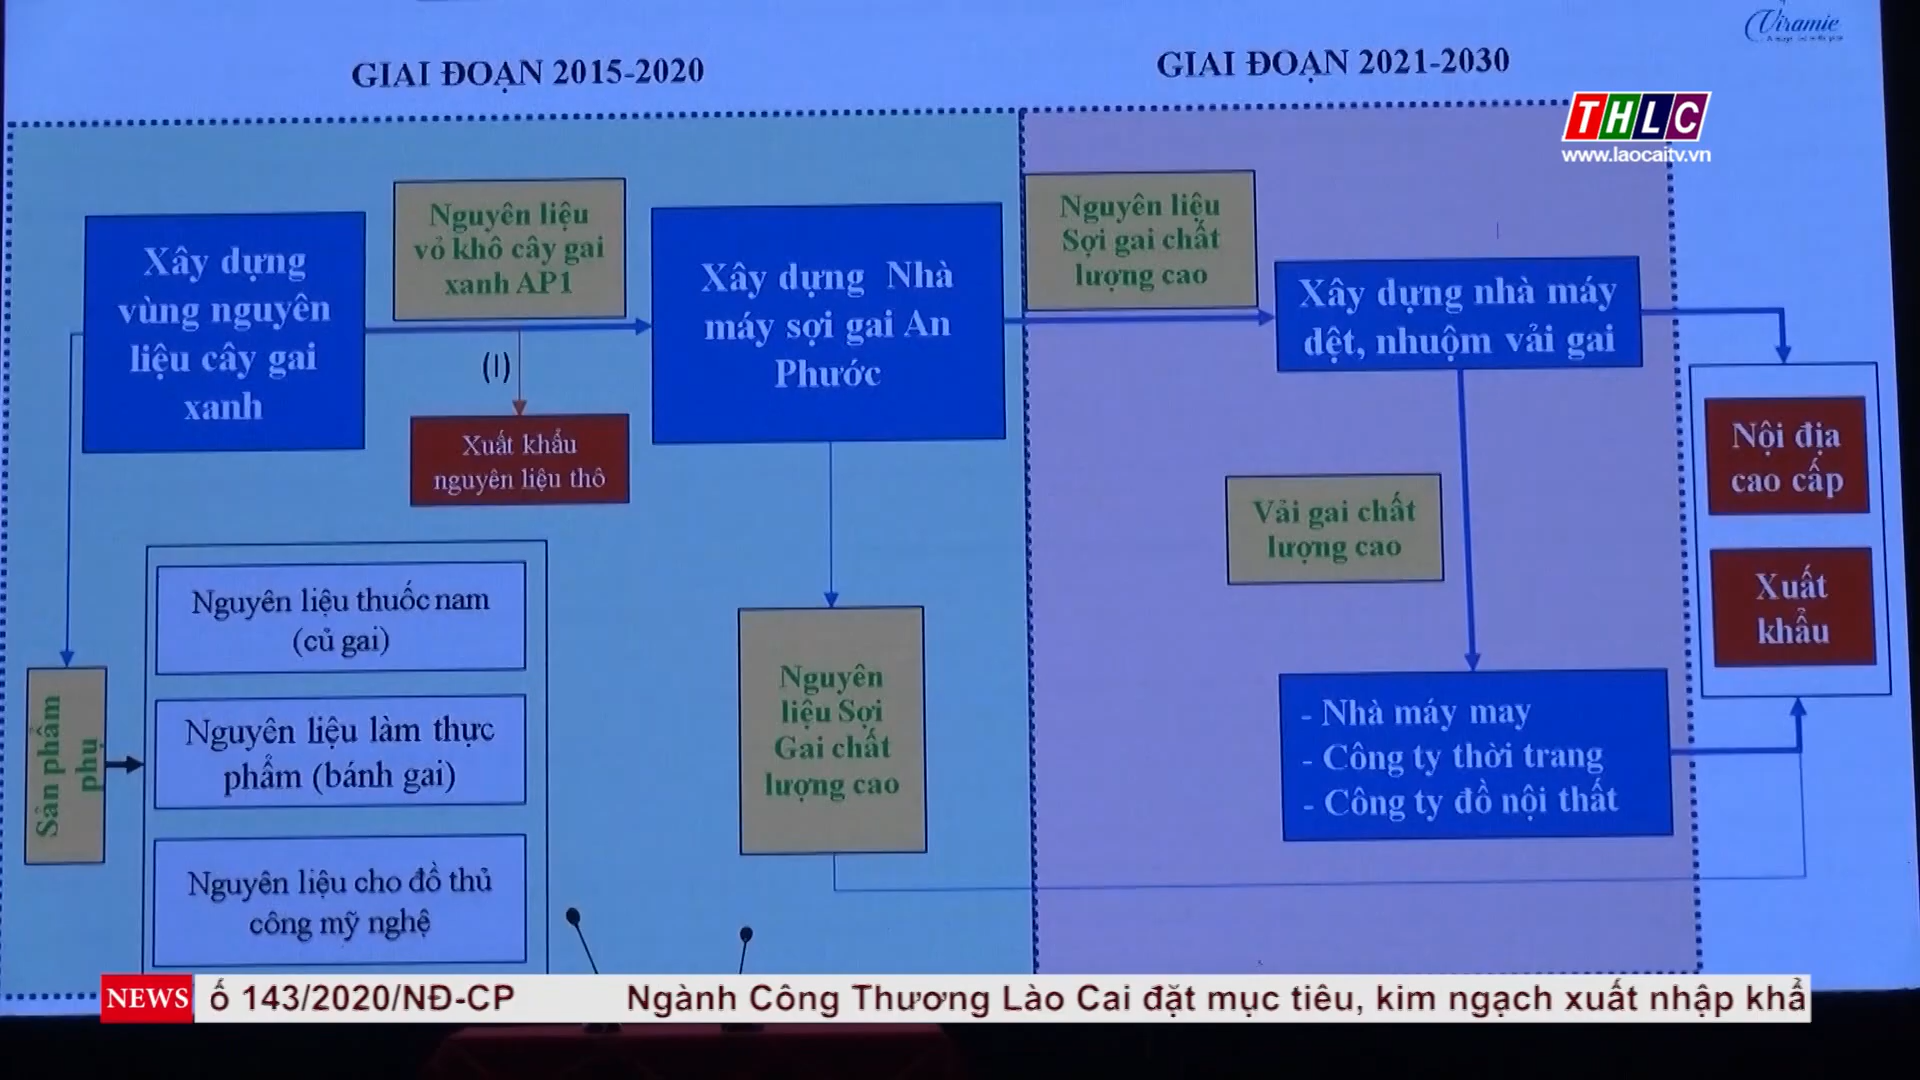 Viramie
GIAI ĐOẠN 2015-2020
GIAI ĐOẠN 2021-2030
THLC
www.laocaitv.vn
Xây dựng
vùng nguyên
liệu cây gai
xanh
Nguyên liệu
vỏ khô cây gai
xanh AP1
(1)
Xuất khẩu
nguyên liệu thô
Xây dựng Nhà
máy sợi gai An
Phước
Nguyên liệu
Sợi gai chất
lượng cao
Xây dựng nhà máy
dệt, nhuộm vải gai
Nội địa
cao cấp
Xuất
khẩu
Vải gai chất
lượng cao
Sản phẩm
phụ
Nguyên liệu thuốc nam
(củ gai)
Nguyên liệu làm thực
phẩm (bánh gai)
Nguyên liệu cho đồ thủ
công mỹ nghệ
Nguyên
liệu Sợi
Gai chất
lượng cao
- Nhà máy may
- Công ty thời trang
- Công ty đồ nội thất
NEWS ố 143/2020/NĐ-CP Ngành Công Thương Lào Cai đặt mục tiêu, kim ngạch xuất nhập khẩ